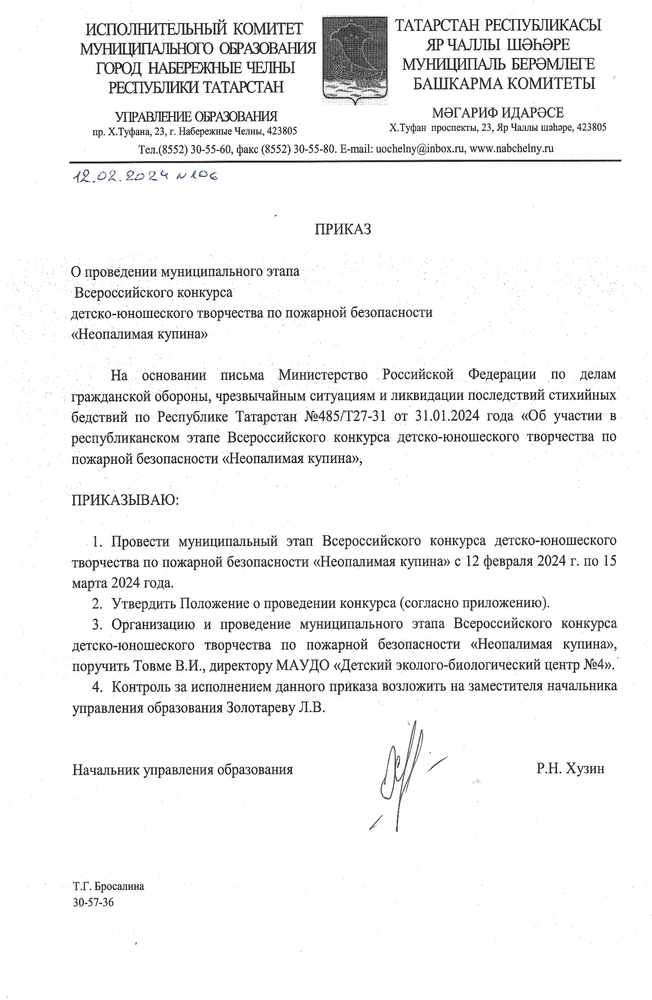 ИСПОЛНИТЕЛЬНЫЙ КОМИТЕТ
МУНИЦИПАЛЬНОГО ОБРАЗОВАНИЯ
ГОРОД НАБЕРЕЖНЫЕ ЧЕЛНЫ
РЕСПУБЛИКИ ТАТАРСТАН
УПРАВЛЕНИЕ ОБРАЗОВАНИЯ
пр. Х.Туфана, 23, г. Набережные Челны, 423805
ТАТАРСТАН РЕСПУБЛИКАСЫ
ЯР ЧАЛЛЫ ШӘҺӘРЕ
МУНИЦИПАЛЬ БЕРӘМЛЕГЕ
БАШКАРМА КОМИТЕТЫ
МӘГАРИФ ИДАРӘСЕ
Х.Туфан проспекты, 23, Яр Чаллы шәһәре, 423805
Тел.(8552) 30-55-60, факс (8552) 30-55-80. E-mail: uochelny@inbox.ru, www.nabchelny.ru
12.02.2024 №106
ПРИКАЗ
О проведении муниципального этапа
Всероссийского конкурса
детско-юношеского творчества по пожарной безопасности
«Неопалимая купина»
На основании письма Министерство Российской Федерации по делам
гражданской обороны, чрезвычайным ситуациям и ликвидации последствий стихийных
бедствий по Республике Татарстан №485/Т27-31 от 31.01.2024 года «Об участии в
республиканском этапе Всероссийского конкурса детско-юношеского творчества по
пожарной безопасности «Неопалимая купина»,
ПРИКАЗЫВАЮ:
1. Провести муниципальный этап Всероссийского конкурса детско-юношеского
творчества по пожарной безопасности «Неопалимая купина» с 12 февраля 2024 г. по 15
марта 2024 года.
2. Утвердить Положение о проведении конкурса (согласно приложению).
3. Организацию и проведение муниципального этапа Всероссийского конкурса
детско-юношеского творчества по пожарной безопасности «Неопалимая купина»,
поручить Товме В.И., директору МАУДО «Детский эколого-биологический центр №4».
4. Контроль за исполнением данного приказа возложить на заместителя начальника
управления образования Золотареву Л.В.
Начальник управления образования
Р.Н. Хузин
Т.Г. Бросалина
30-57-36